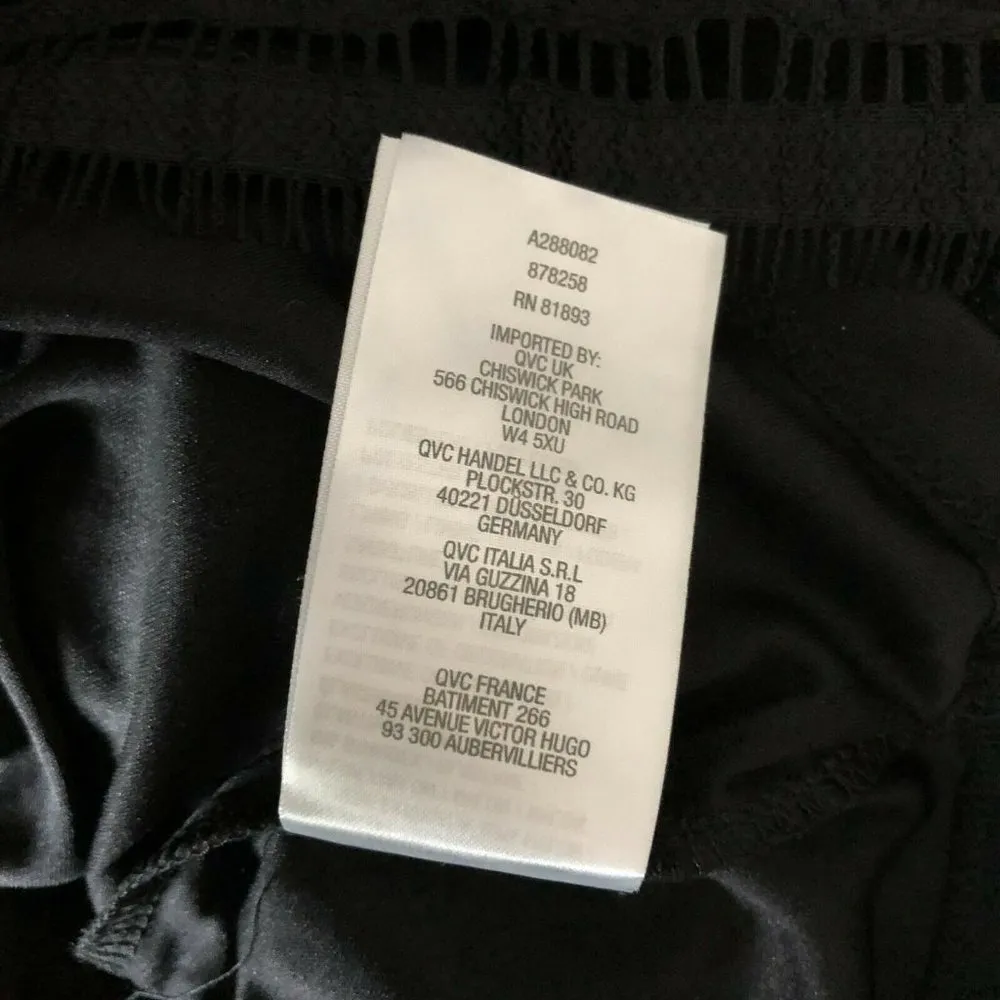 A288082
878258
RN 81893
IMPORTED BY:
QVC UK
CHISWICK PARK
566 CHISWICK HIGH ROAD
LONDON
W4 5XU
QVC HANDEL LLC & CO. KG
PLOCKSTR. 30
40221 DÜSSELDORF
GERMANY
QVC ITALIA S.R.L
VIA GUZZINA 18
20861 BRUGHERIO (MB)
ITALY
QVC FRANCE
BATIMENT 266
45 AVENUE VICTOR HUGO
93 300 AUBERVILLIERS